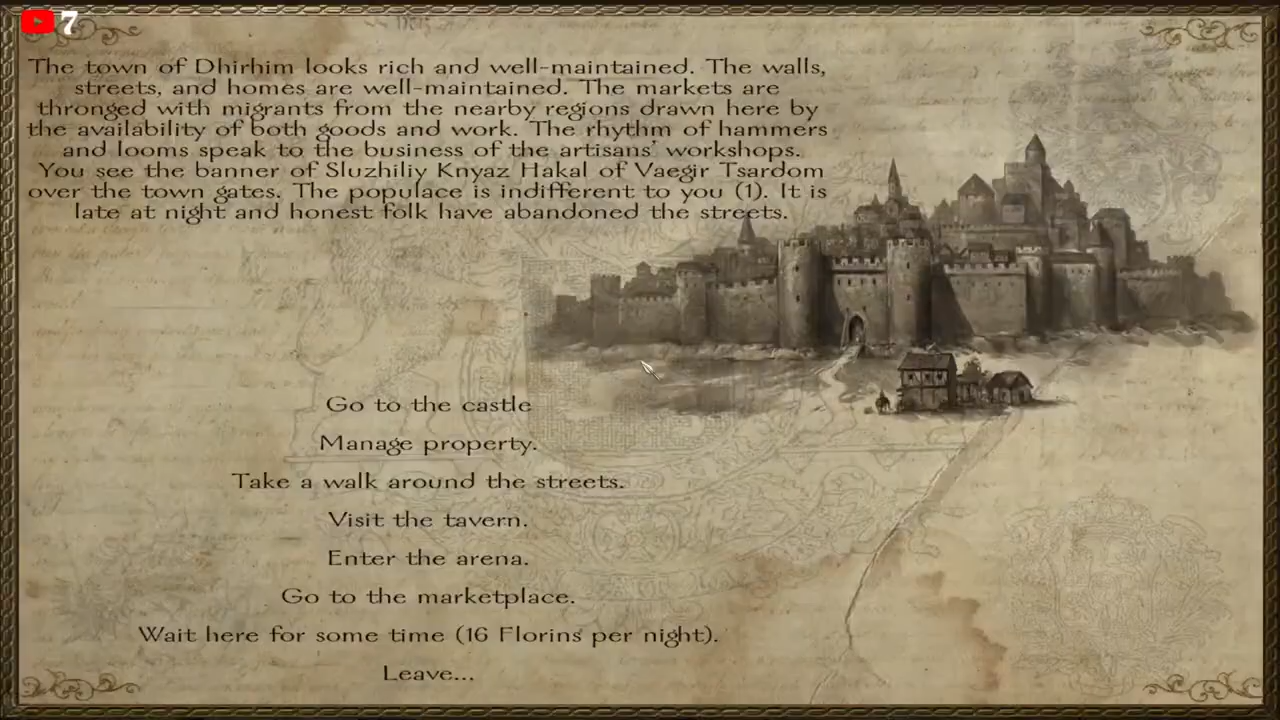 7
The town of Dhirhim looks rich and well-maintained. The walls,
streets, and homes are well-maintained. The markets are
thronged with migrants from the nearby regions drawn here by
the availability of both goods and work. The rhythm of hammers
and looms speak to the business of the artisans' workshops.
You see the banner of Sluzhiliy Knyaz Hakal of Vaegir Tsardom
over the town gates. The populace is indifferent to you (1). It is
late at night and honest folk have abandoned the streets.
Go to the castle
Manage property.
Take a walk around the streets.
Visit the tavern.
Enter the arena.
Go to the marketplace.
Wait here for some time (16 Florins per night).
Leave...